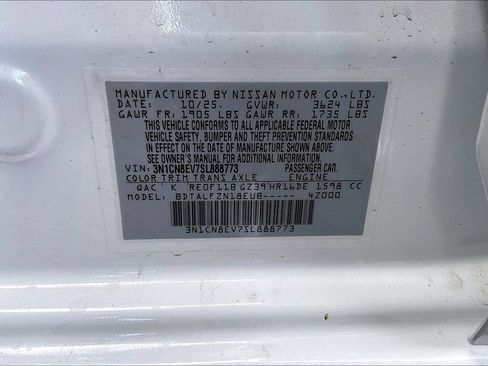 MANUFACTURED BY NISSAN MOTOR CO.,LTD.
DATE: 10/25. GVWR: 3624 LBS
GAWR FR: 1905 LBS GAWR RR: 1735 LBS
THIS VEHICLE CONFORMS TO ALL APPLICABLE FEDERAL MOTOR
VEHICLE SAFETY, BUMPER AND THEFT PREVENTION STANDARDS
IN EFFECT ON THE DATE OF MANUFACTURE SHOWN ABOVE.
SEE OWNER'S MANUAL FOR ADDITIONAL INFORMATION.
VIN: 3N1CN8EV7SL888773 PASSENGER CAR.
COLOR TRIM TRANS AXLE ENGINE
QAC K RE0F11B GZ39 HR16DE 1598 CC
MODEL: BDTALFZN18EUB----- 4Z000
3N1CN8EV7SL888773